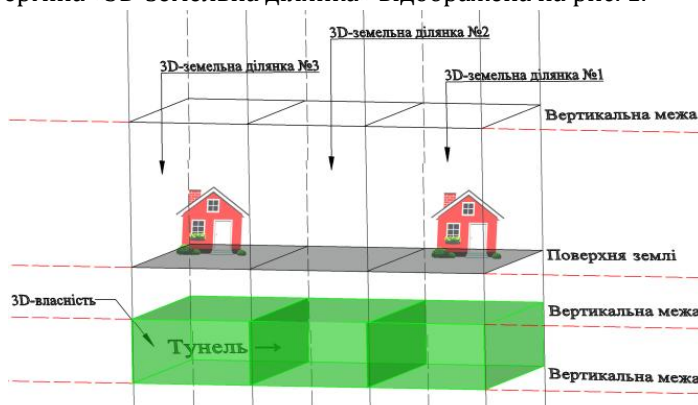 3D-земельна ділянка №2
3D-земельна ділянка №3
3D-земельна ділянка №1
Вертикальна межа
Поверхня землі
3D-власність
Вертикальна межа
Тунель
Вертикальна межа